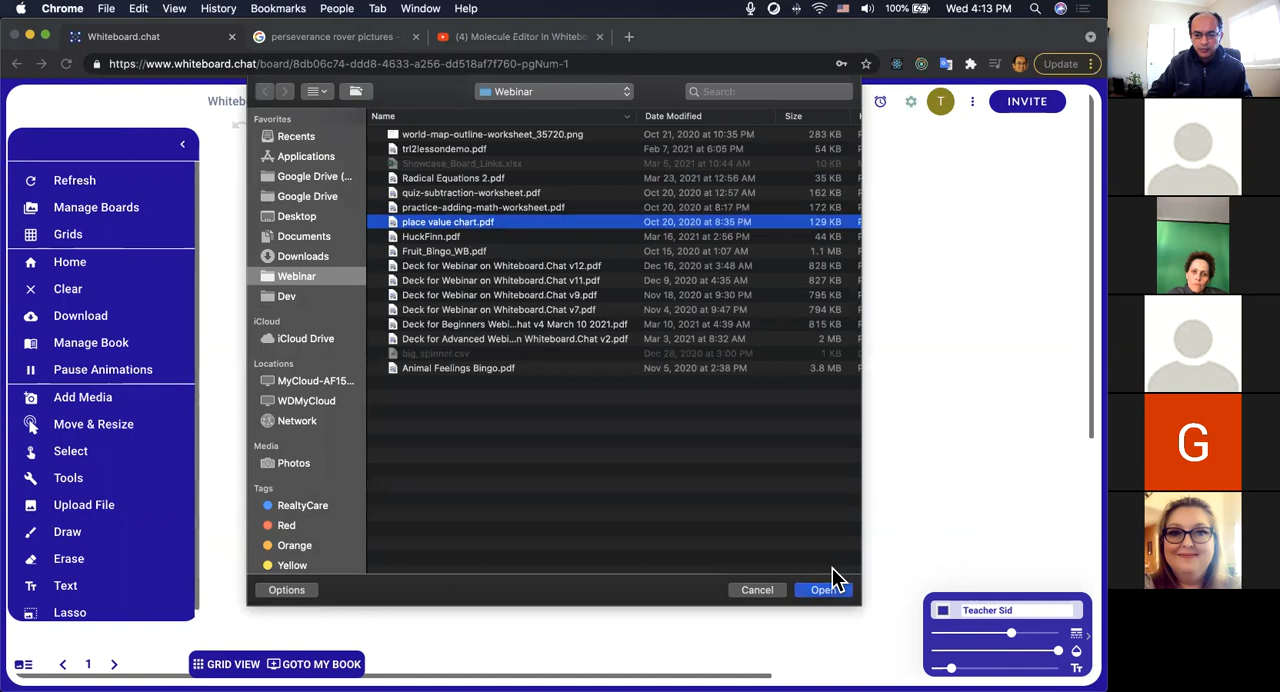 Chrome File Edit View History Bookmarks People Tab Window Help 100% Wed 4:13 PM
Whiteboard.chat perseverance rover pictures - (4) Molecule Editor In Whitebo
https://www.whiteboard.chat/board/8db06c74-ddd8-4633-a256-dd518af7f760-pgNum-1 Update
Whitebo Webinar Search T INVITE
Favorites Name Date Modified Size
Recents world-map-outline-worksheet_35720.png Oct 21, 2020 at 10:35 PM 283 KB
Applications trl2lessondemo.pdf Feb 7, 2021 at 6:35 PM 54 KB
Showcase_Board_Links.xlsx Mar 5, 2021 at 10:44 AM 10 KB
Refresh Google Drive (... Radical Equations 2.pdf Mar 23, 2021 at 12:56 AM 35 KB
Google Drive quiz-subtraction-worksheet.pdf Oct 20, 2020 at 12:57 AM 162 KB
Manage Boards practice-adding-math-worksheet.pdf Oct 20, 2020 at 8:17 PM 172 KB
Desktop place value chart.pdf Oct 20, 2020 at 8:35 PM 129 KB
Grids Documents HuckFinn.pdf Mar 16, 2021 at 2:56 PM 44 KB
Downloads Fruit_Bingo_WB.pdf Oct 15, 2020 at 1:07 AM 1.1 MB
Home Deck for Webinar on Whiteboard.Chat v12.pdf Dec 16, 2020 at 3:48 AM 828 KB
Webinar Deck for Webinar on Whiteboard.Chat v11.pdf Dec 9, 2020 at 4:35 AM 827 KB
Clear Dev Deck for Webinar on Whiteboard.Chat v9.pdf Nov 18, 2020 at 9:30 PM 795 KB
Download Deck for Webinar on Whiteboard.Chat v7.pdf Nov 4, 2020 at 9:47 PM 794 KB
iCloud Deck for Beginners Webi...hat v4 March 10 2021.pdf Mar 10, 2021 at 4:39 AM 815 KB
Manage Book iCloud Drive Deck for Advanced Webi...n Whiteboard.Chat v2.pdf Mar 3, 2021 at 8:32 AM 2 MB
big_spinner.csv Dec 28, 2020 at 3:00 PM 1 KB
Pause Animations Locations Animal Feelings Bingo.pdf Nov 5, 2020 at 2:38 PM 3.8 MB
MyCloud-AF15...
Add Media WDMyCloud
Move & Resize Network
Select Media
Photos
Tools Tags
Upload File RealtyCare
Draw Red
Orange
Erase Yellow
Text Options Cancel Open
Lasso Teacher Sid
1 GRID VIEW GOTO MY BOOK Tт
G